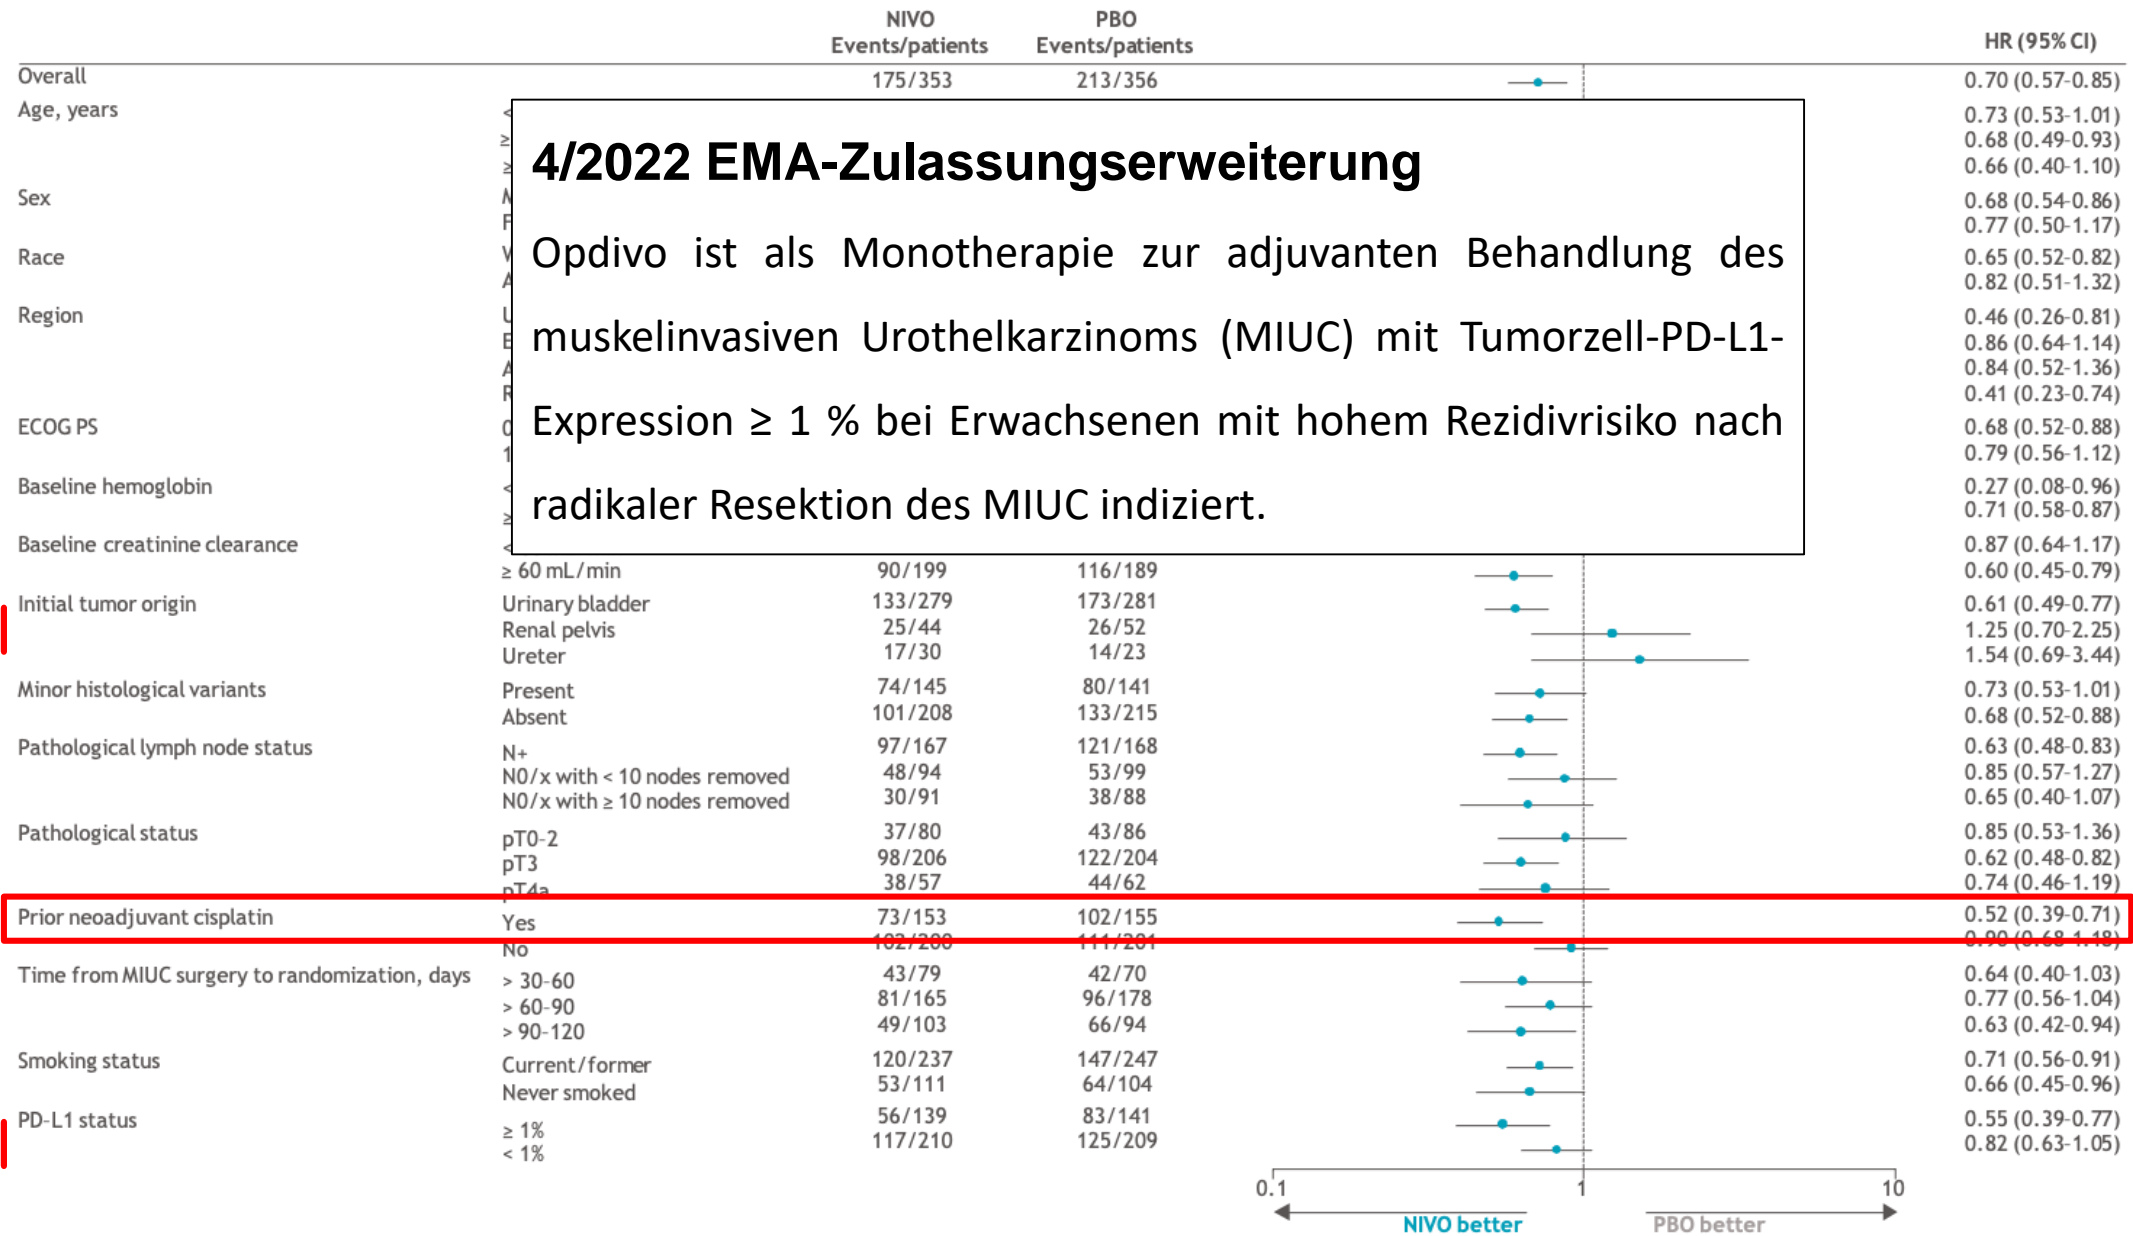 NIVO PBO
Events/patients Events/patients HR (95% CI)
Overall 175/353 213/356 0.70 (0.57-0.85)
Age, years 0.73 (0.53-1.01)
0.68 (0.49-0.93)
0.66 (0.40-1.10)
Sex 0.68 (0.54-0.86)
0.77 (0.50-1.17)
Race 0.65 (0.52-0.82)
0.82 (0.51-1.32)
Region 0.46 (0.26-0.81)
0.86 (0.64-1.14)
0.84 (0.52-1.36)
0.41 (0.23-0.74)
ECOG PS 0.68 (0.52-0.88)
0.79 (0.56-1.12)
Baseline hemoglobin 0.27 (0.08-0.96)
0.71 (0.58-0.87)
Baseline creatinine clearance 0.87 (0.64-1.17)
4/2022 EMA-Zulassungserweiterung
Opdivo ist als Monotherapie zur adjuvanten Behandlung des
muskelinvasiven Urothelkarzinoms (MIUC) mit Tumorzell-PD-L1-
Expression ≥ 1 % bei Erwachsenen mit hohem Rezidivrisiko nach
radikaler Resektion des MIUC indiziert.
≥ 60 mL/min 90/199 116/189 0.60 (0.45-0.79)
Initial tumor origin Urinary bladder 133/279 173/281 0.61 (0.49-0.77)
Renal pelvis 25/44 26/52 1.25 (0.70-2.25)
Ureter 17/30 14/23 1.54 (0.69-3.44)
Minor histological variants Present 74/145 80/141 0.73 (0.53-1.01)
Absent 101/208 133/215 0.68 (0.52-0.88)
Pathological lymph node status N+ 97/167 121/168 0.63 (0.48-0.83)
N0/x with < 10 nodes removed 48/94 53/99 0.85 (0.57-1.27)
N0/x with ≥ 10 nodes removed 30/91 38/88 0.65 (0.40-1.07)
Pathological status pT0-2 37/80 43/86 0.85 (0.53-1.36)
pT3 98/206 122/204 0.62 (0.48-0.82)
pT4a 38/57 44/62 0.74 (0.46-1.19)
Prior neoadjuvant cisplatin Yes 73/153 102/155 0.52 (0.39-0.71)
No 102/200 111/201 0.90 (0.68-1.18)
Time from MIUC surgery to randomization, days > 30-60 43/79 42/70 0.64 (0.40-1.03)
> 60-90 81/165 96/178 0.77 (0.56-1.04)
> 90-120 49/103 66/94 0.63 (0.42-0.94)
Smoking status Current/former 120/237 147/247 0.71 (0.56-0.91)
Never smoked 53/111 64/104 0.66 (0.45-0.96)
PD-L1 status ≥ 1% 56/139 83/141 0.55 (0.39-0.77)
< 1% 117/210 125/209 0.82 (0.63-1.05)
0.1 1 10
NIVO better PBO better